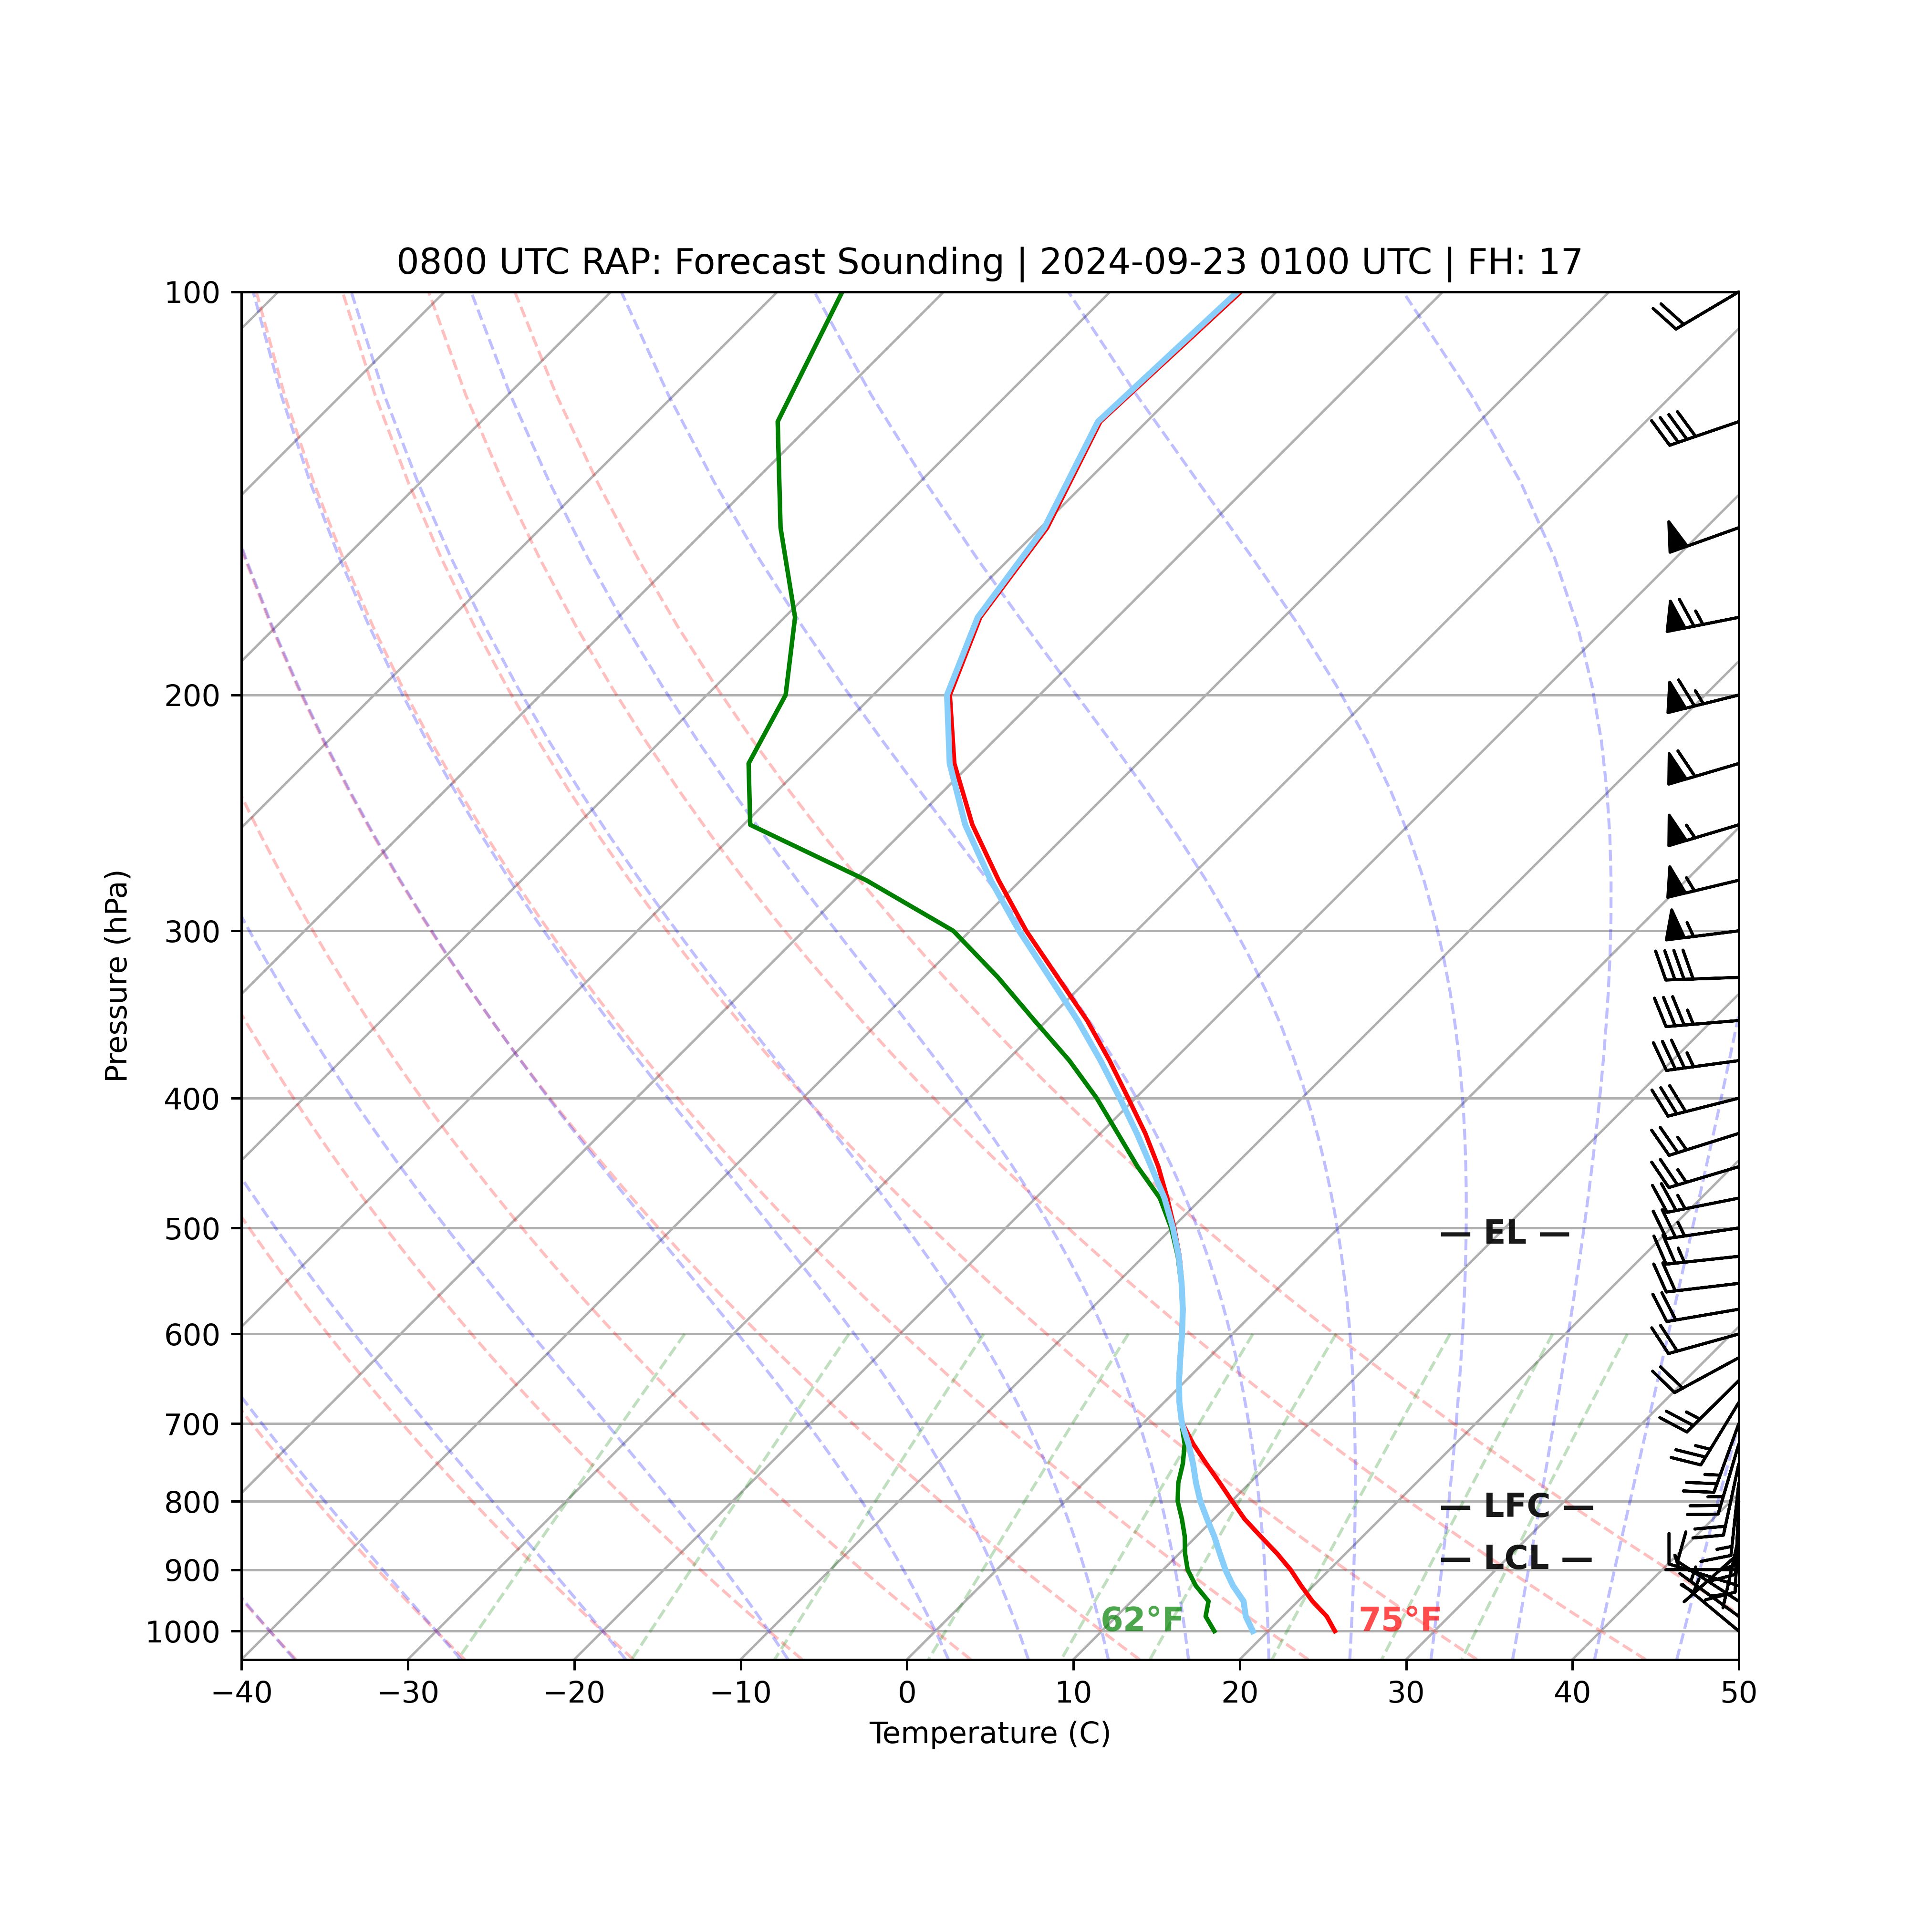 0800 UTC RAP: Forecast Sounding | 2024-09-23 0100 UTC | FH: 17
100
200
300
400
500
600
700
800
900
1000
Pressure (hPa)
— EL —
— LFC —
— LCL —
62°F
75°F
−40 −30 −20 −10 0 10 20 30 40 50
Temperature (C)